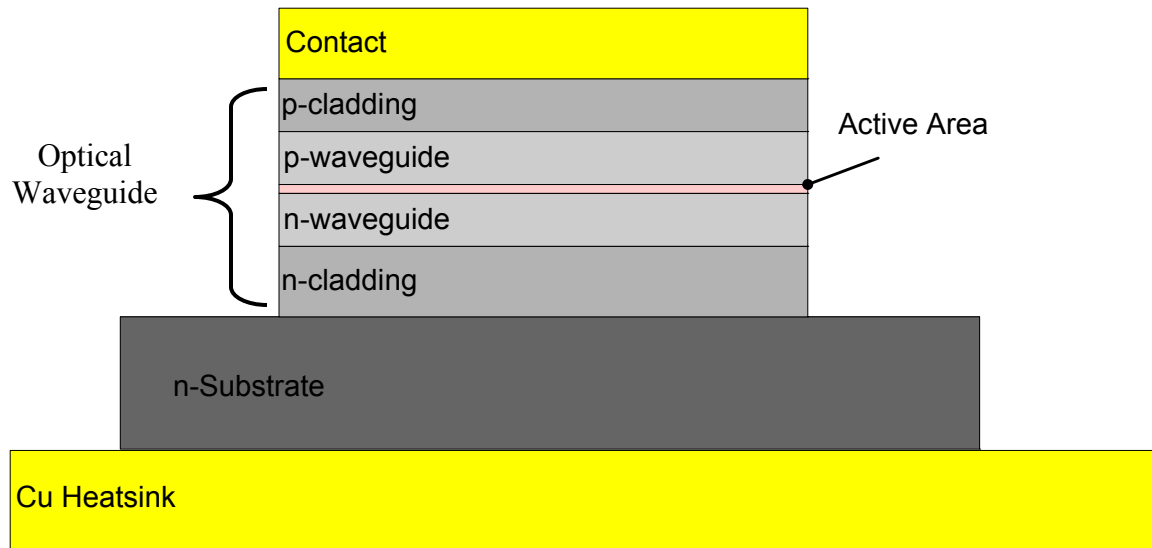 Contact
p-cladding
Active Area
p-waveguide
Optical
Waveguide
n-waveguide
n-cladding
n-Substrate
Cu Heatsink